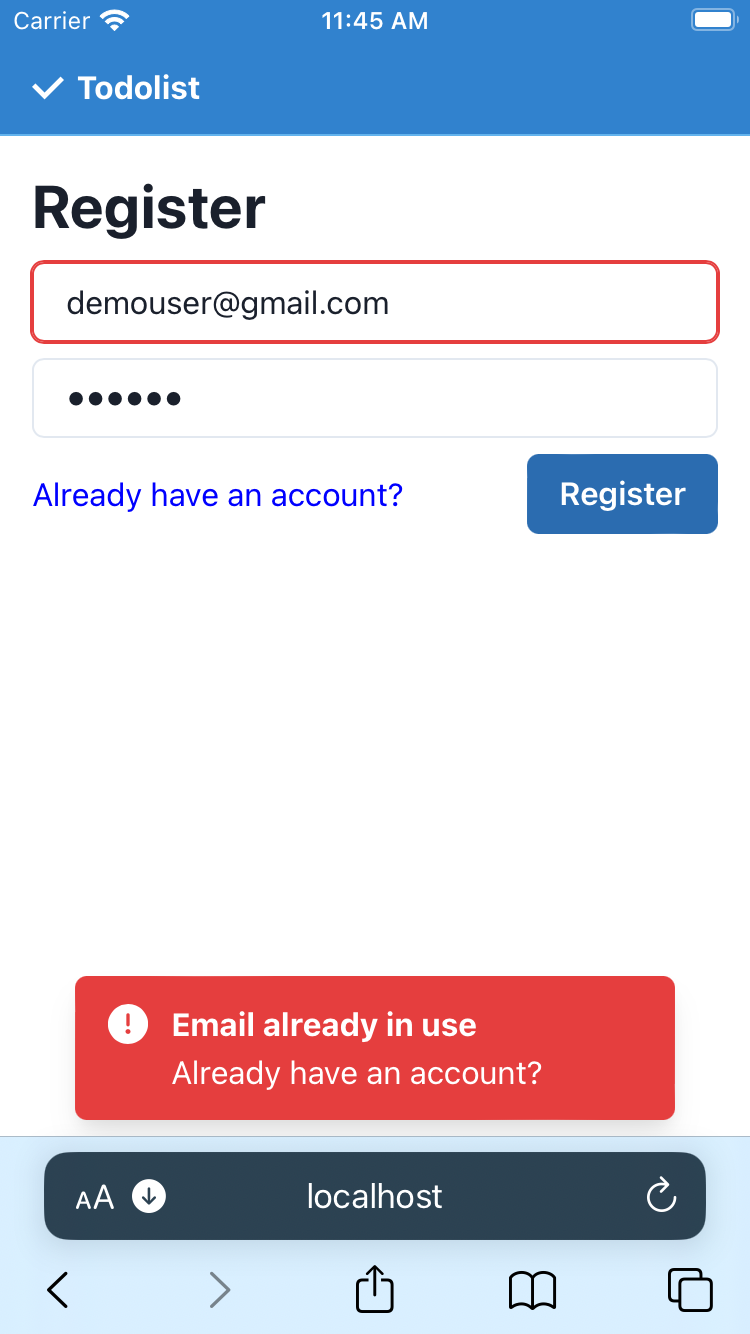 Carrier 11:45 AM
Todolist
Register
demouser@gmail.com
••••••
Already have an account? Register
Email already in use
Already have an account?
AA localhost